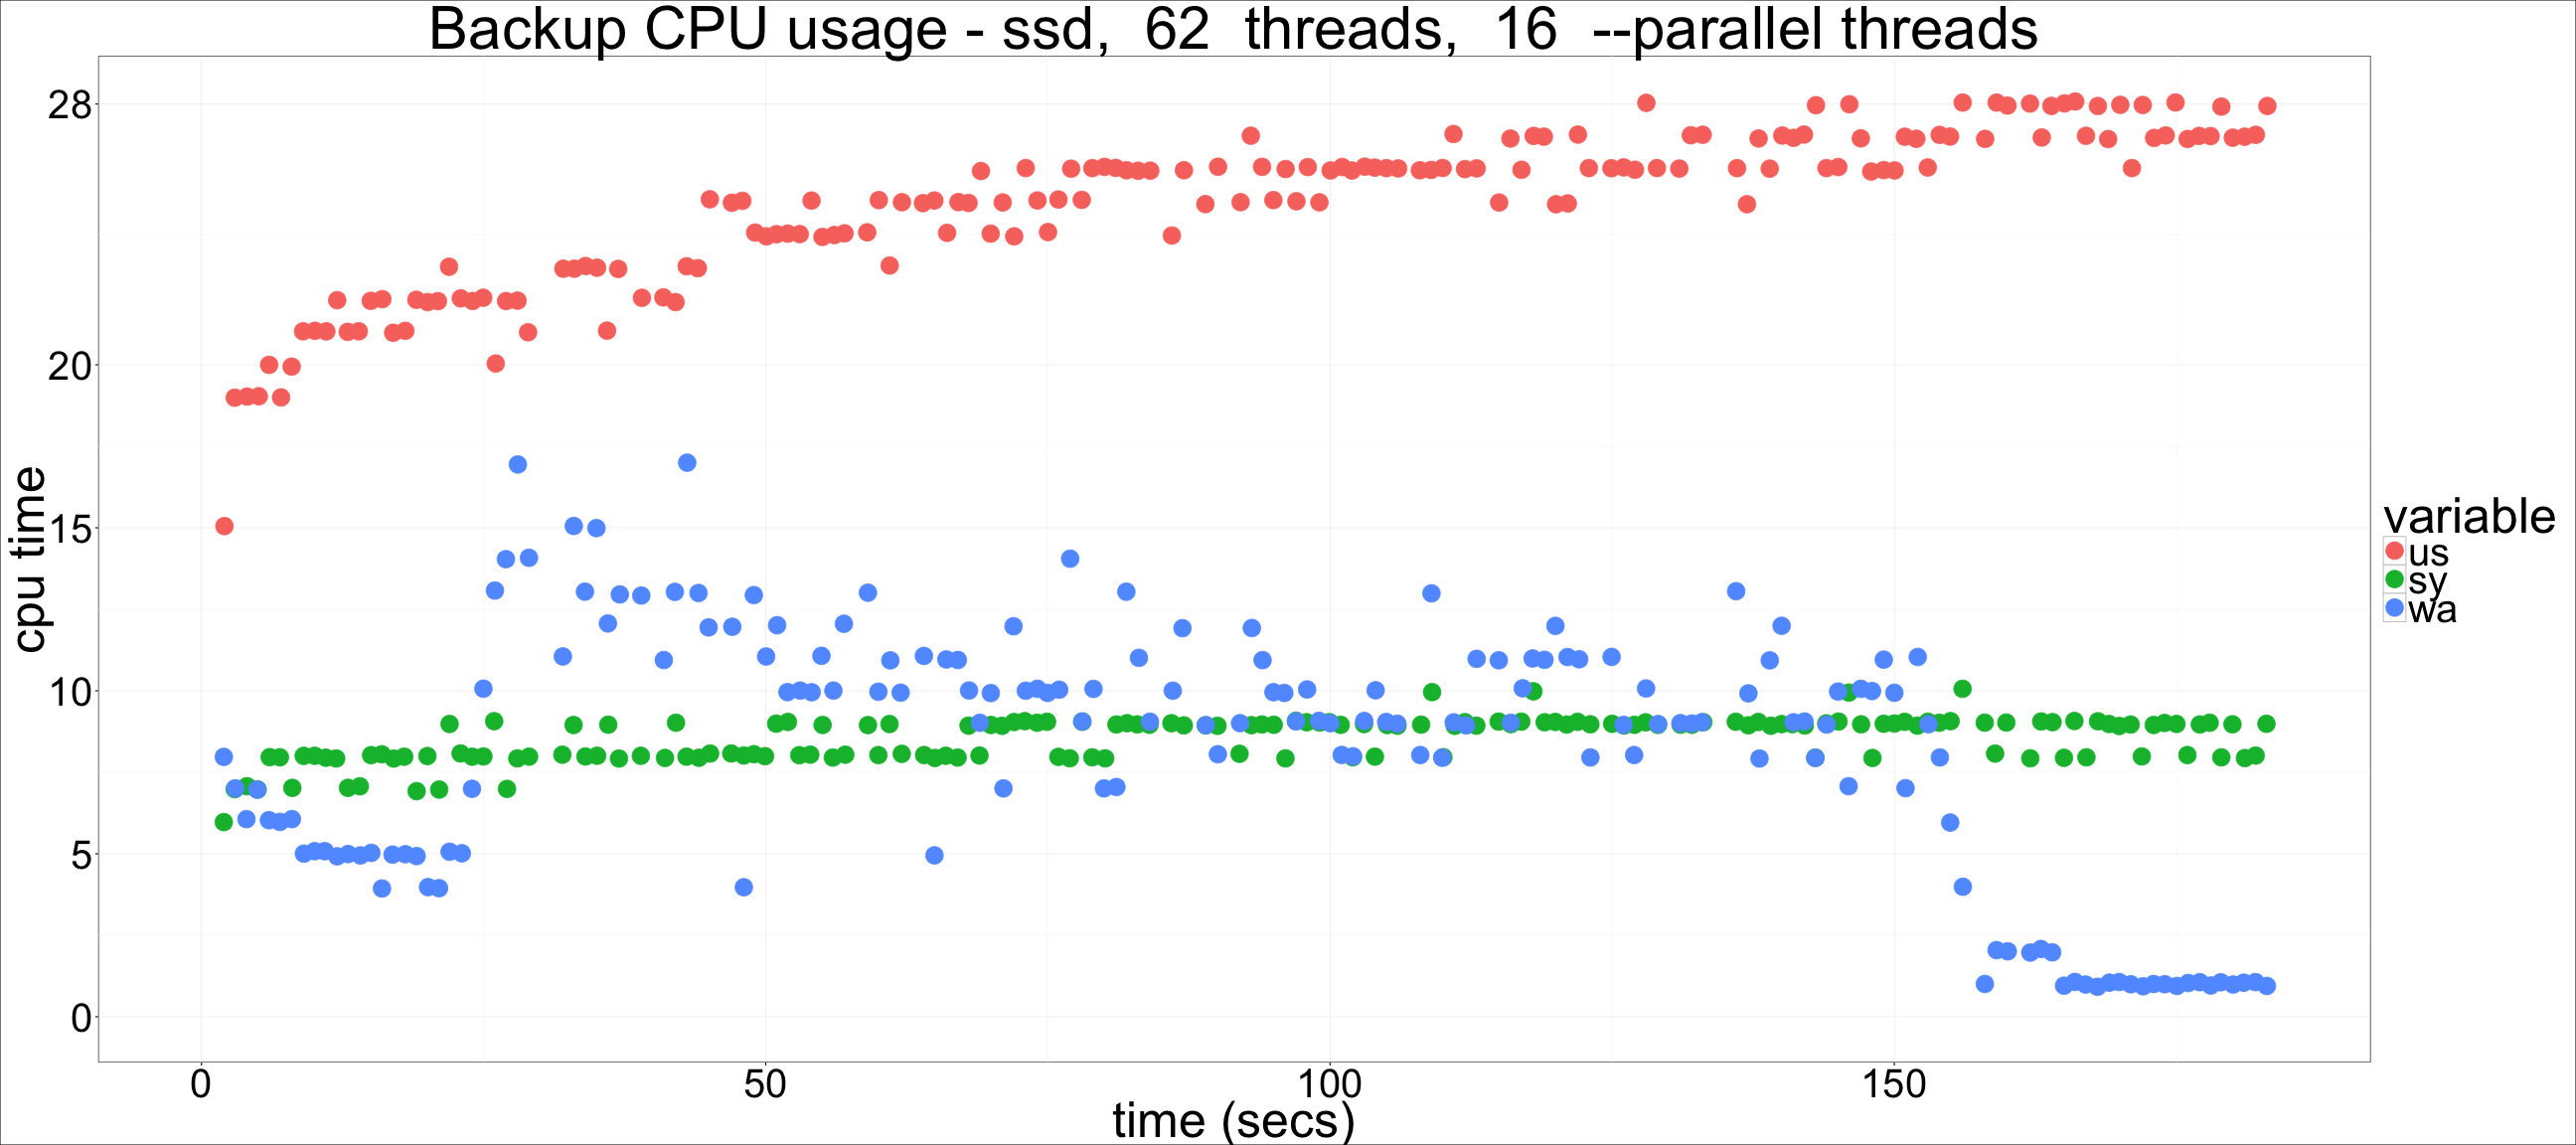 Backup CPU usage - ssd, 62 threads, 16 --parallel threads
28
20
15
10
5
0
cpu time
0 50 100 150
time (secs)
variable
us
sy
wa